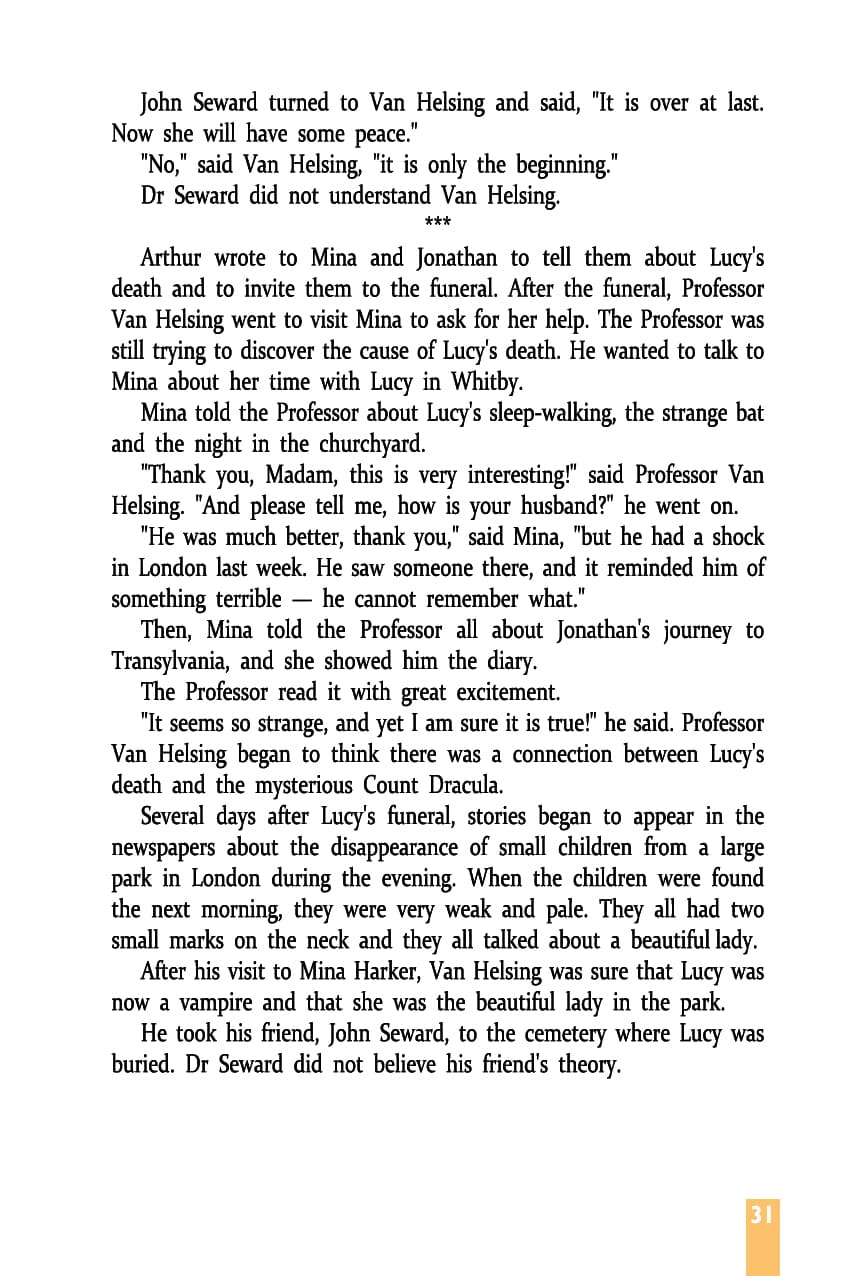 John Seward turned to Van Helsing and said, "It is over at last.
Now she will have some peace."
"No," said Van Helsing, "it is only the beginning."
Dr Seward did not understand Van Helsing.
***
Arthur wrote to Mina and Jonathan to tell them about Lucy's
death and to invite them to the funeral. After the funeral, Professor
Van Helsing went to visit Mina to ask for her help. The Professor was
still trying to discover the cause of Lucy's death. He wanted to talk to
Mina about her time with Lucy in Whitby.
Mina told the Professor about Lucy's sleep-walking, the strange bat
and the night in the churchyard.
"Thank you, Madam, this is very interesting!" said Professor Van
Helsing. "And please tell me, how is your husband?" he went on.
"He was much better, thank you," said Mina, "but he had a shock
in London last week. He saw someone there, and it reminded him of
something terrible — he cannot remember what."
Then, Mina told the Professor all about Jonathan's journey to
Transylvania, and she showed him the diary.
The Professor read it with great excitement.
"It seems so strange, and yet I am sure it is true!" he said. Professor
Van Helsing began to think there was a connection between Lucy's
death and the mysterious Count Dracula.
Several days after Lucy's funeral, stories began to appear in the
newspapers about the disappearance of small children from a large
park in London during the evening. When the children were found
the next morning, they were very weak and pale. They all had two
small marks on the neck and they all talked about a beautiful lady.
After his visit to Mina Harker, Van Helsing was sure that Lucy was
now a vampire and that she was the beautiful lady in the park.
He took his friend, John Seward, to the cemetery where Lucy was
buried. Dr Seward did not believe his friend's theory.
31